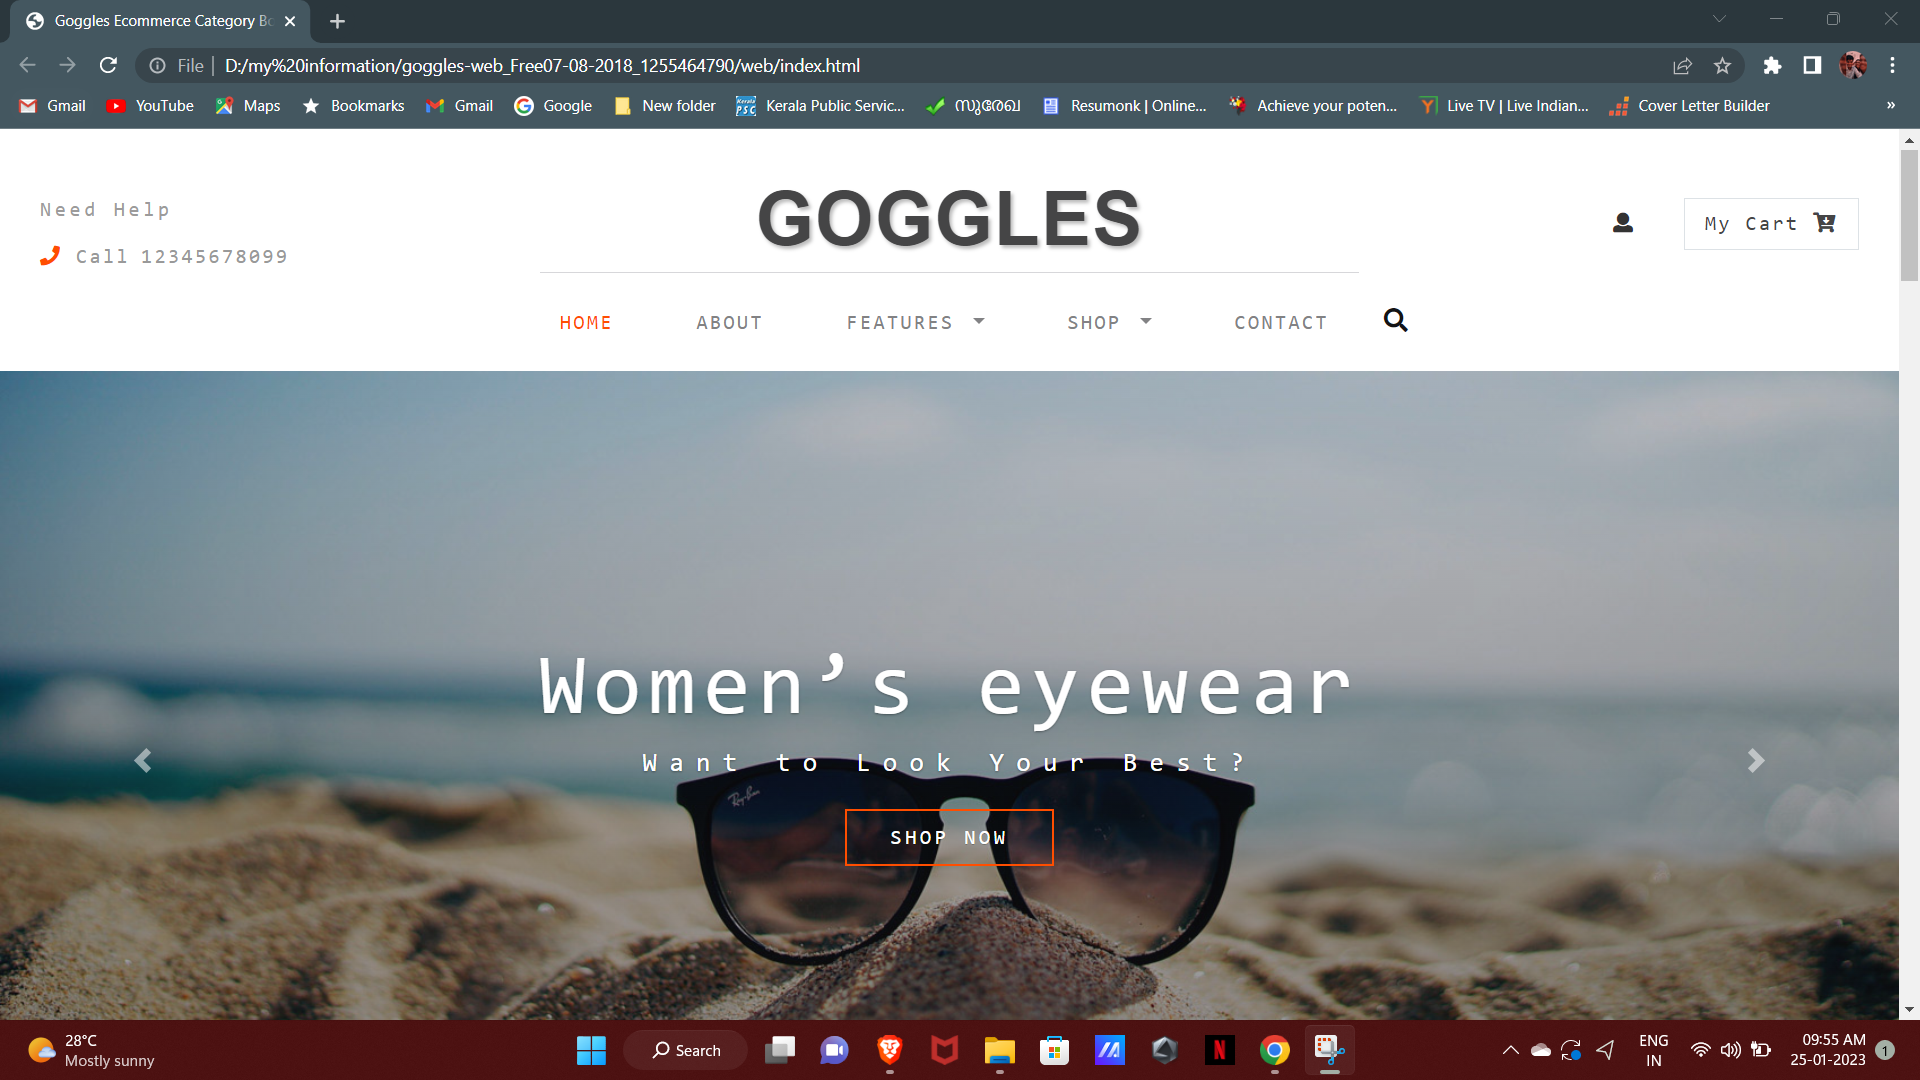 Goggles Ecommerce Category Bo
File
D:/my%20information/goggles-web_Free07-08-2018_1255464790/web/index.html
Gmail
YouTube
Maps
Bookmarks
Gmail
Google
New folder
Kerala Public Servic...
Resumonk | Online...
Achieve your poten...
Live TV | Live Indian...
Cover Letter Builder
»
Need Help
Call 12345678099
GOGGLES
My Cart
HOME
ABOUT
FEATURES
SHOP
CONTACT
Women’s eyewear
Want to Look Your Best?
Ray-Ban
SHOP NOW
28°C
Mostly sunny
Search
ENG
IN
09:55 AM
25-01-2023
1